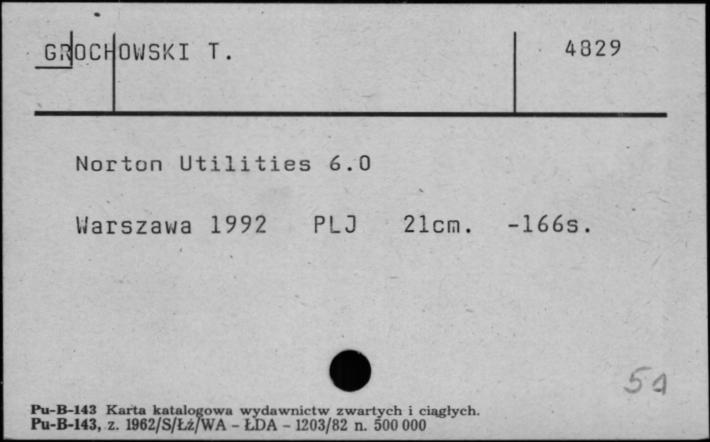 GROCHOWSKI T. 4829
Norton Utilities 6.0
Warszawa 1992 PLJ 21cm. -166s.
Pu-B-143 Karta katalogowa wydawnictw zwartych i ciągłych.
Pu-B-143, z. 1962/S/Łż/WA - ŁDA - 1203/82 n. 500 000